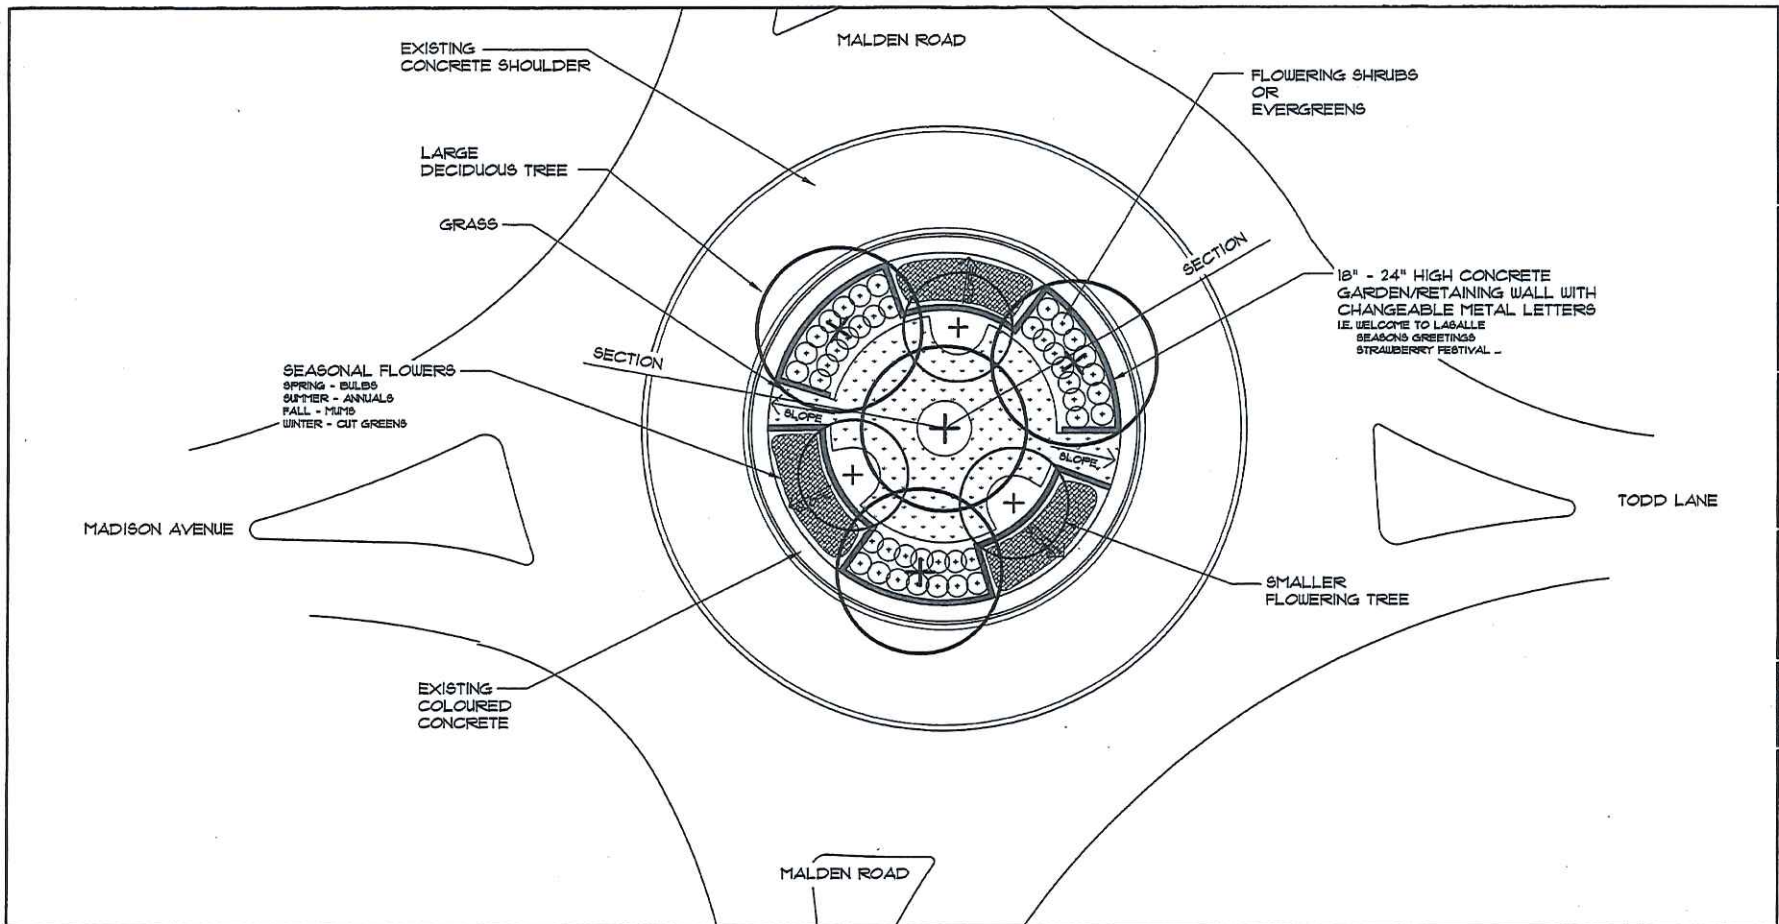 MALDEN ROAD
EXISTING
CONCRETE SHOULDER
FLOWERING SHRUBS
OR
EVERGREENS
LARGE
DECIDUOUS TREE
GRASS
SECTION
18" - 24" HIGH CONCRETE
GARDEN/RETAINING WALL WITH
CHANGEABLE METAL LETTERS
I.E. WELCOME TO LASALLE
SEASONS GREETINGS
STRAWBERRY FESTIVAL -
SECTION
SEASONAL FLOWERS
SPRING - BULBS
SUMMER - ANNUALS
FALL - MUMS
WINTER - CUT GREENS
SLOPE
SLOPE
MADISON AVENUE
TODD LANE
SMALLER
FLOWERING TREE
EXISTING
COLOURED
CONCRETE
MALDEN ROAD